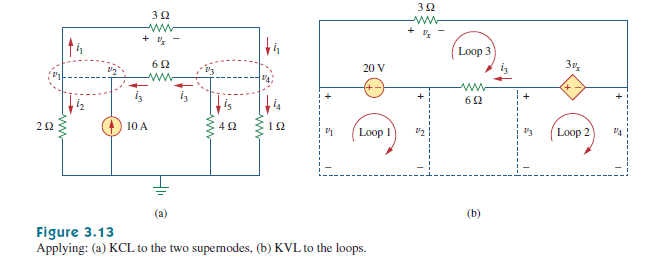 3 Ω
+ vx −
i1
i1
6 Ω
v1
v2
v3
v4
i2
i3
i3
i5
i4
2 Ω
10 A
4 Ω
1 Ω
(a)
3 Ω
+ vx −
Loop 3
20 V
i3
3vx
+ −
+ −
6 Ω
+
+
+
+
v1
Loop 1
v2
v3
Loop 2
v4
−
−
−
−
(b)
Figure 3.13
Applying: (a) KCL to the two supernodes, (b) KVL to the loops.